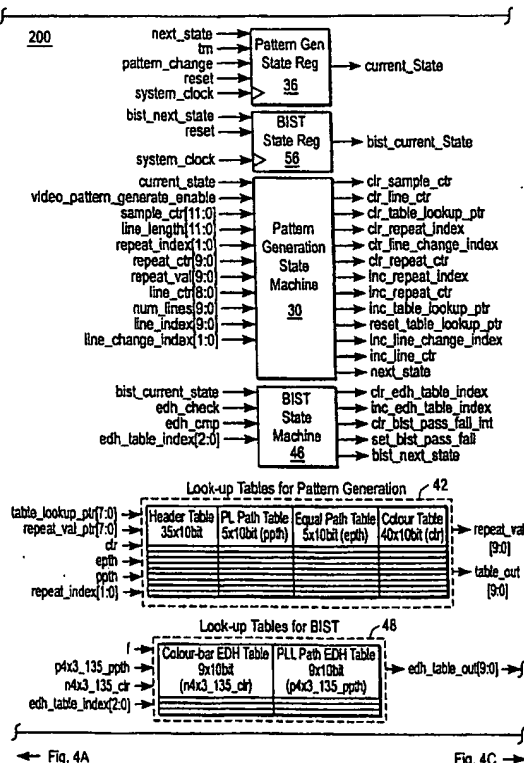 200
next_state
trn
pattern_change
reset
system_clock
Pattern Gen
State Reg
36
current_State
bist_next_state
reset
system_clock
BIST
State Reg
56
bist_current_State
current_state
video_pattern_generate_enable
sample_ctr[11:0]
line_length[11:0]
repeat_index[1:0]
repeat_ctr[9:0]
repeat_val[9:0]
line_ctr[8:0]
num_lines[9:0]
line_index[9:0]
line_change_index[1:0]
Pattern
Generation
State
Machine
30
clr_sample_ctr
clr_line_ctr
clr_table_lookup_ptr
clr_repeat_index
clr_line_change_index
clr_repeat_ctr
inc_repeat_index
inc_repeat_ctr
inc_table_lookup_ptr
reset_table_lookup_ptr
inc_line_change_index
inc_line_ctr
next_state
bist_current_state
edh_check
edh_cmp
edh_table_index[2:0]
BIST
State
Machine
46
clr_edh_table_index
inc_edh_table_index
clr_bist_pass_fail_int
set_bist_pass_fail
bist_next_state
Look-up Tables for Pattern Generation
42
table_lookup_ptr[7:0]
repeat_val_ptr[7:0]
clr
epth
ppth
repeat_index[1:0]
Header Table
35x10bit
PL Path Table
5x10bit (ppth)
Equal Path Table
5x10bit (epth)
Colour Table
40x10bit (clr)
repeat_val
[9:0]
table_out
[9:0]
Look-up Tables for BIST
48
f
p4x3_135_ppth
n4x3_135_clr
edh_table_index[2:0]
Colour-bar EDH Table
9x10bit
(n4x3_135_clr)
PLL Path EDH Table
9x10bit
(p4x3_135_ppth)
edh_table_out[9:0]
Fig. 4A
Fig. 4C